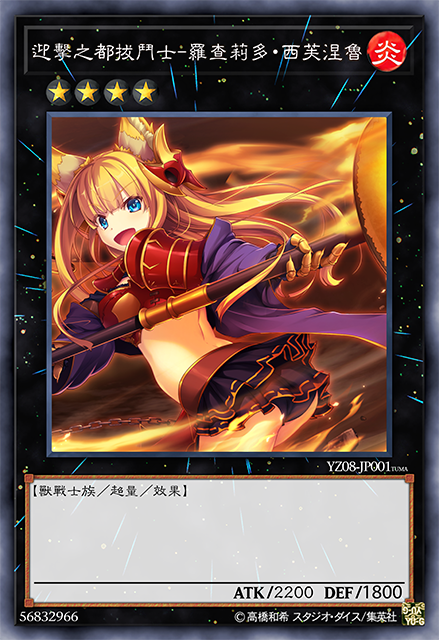 迎擊之都拔鬥士-羅查莉多·西芙涅魯 炎
YZ08-JP001 TUMA
【獸戰士族／超量／效果】
ATK/2200 DEF/1800
56832966 ©高橋和希 スタジオ・ダイス/集英社